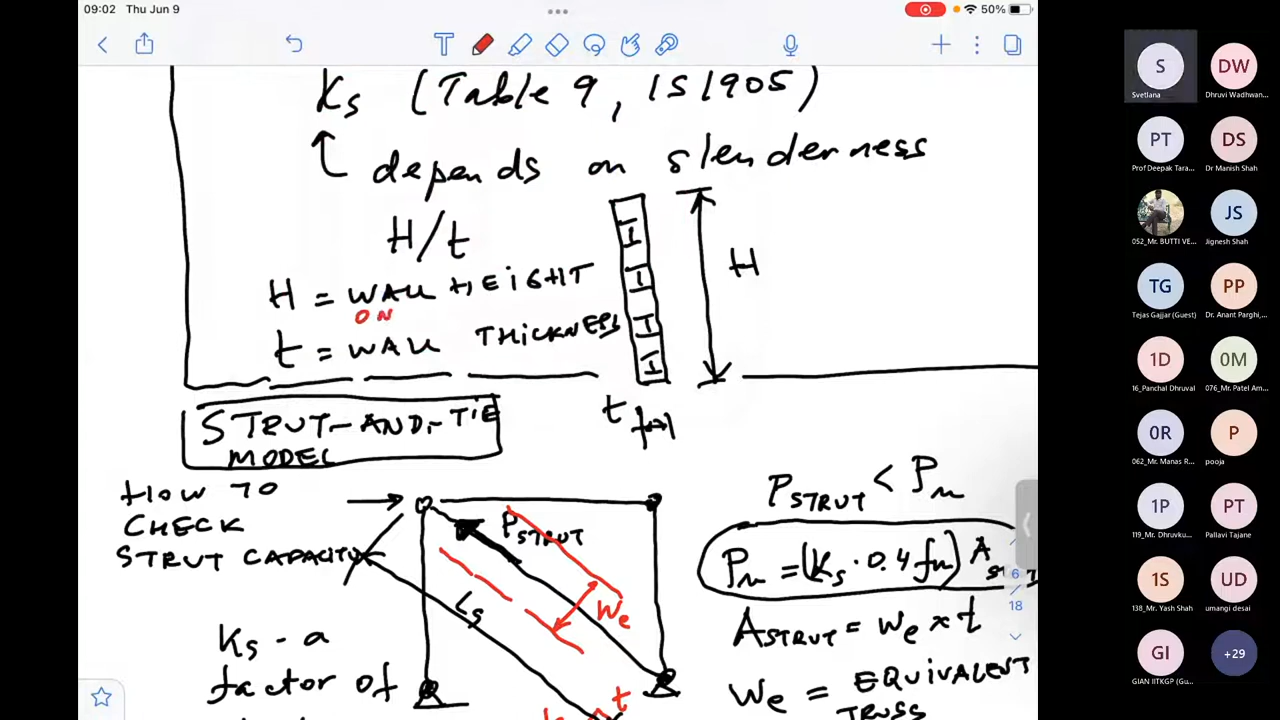 09:02 Thu Jun 9
50%
Ks (Table 9, IS1905)
depends on slenderness
H/t
H = WALL HEIGHT
ON
t = WALL THICKNESS
H
t
STRUT-AND-TIE
MODEL
HOW TO
CHECK
STRUT CAPACITY
PSTRUT
Ls
We
t
Ks - a
factor of
PSTRUT < Pm
Pm = (Ks · 0.4 fm) A
ASTRUT = We x t
We = EQUIVALENT
TRUSS
6
18
S
Svetlana
DW
Dhruvi Wadhwan...
PT
Prof Deepak Tara...
DS
Dr Manish Shah
052_Mr. BUTTI VE...
JS
Jignesh Shah
TG
Tejas Gajjar (Guest)
PP
Dr. Anant Parghi,...
1D
16_Panchal Dhruval
0M
076_Mr. Patel Am...
0R
062_Mr. Manas R...
P
pooja
1P
119_Mr. Dhruvku...
PT
Pallavi Tajane
1S
138_Mr. Yash Shah
UD
umangi desai
GI
GIAN IITKGP (Gu...
+29